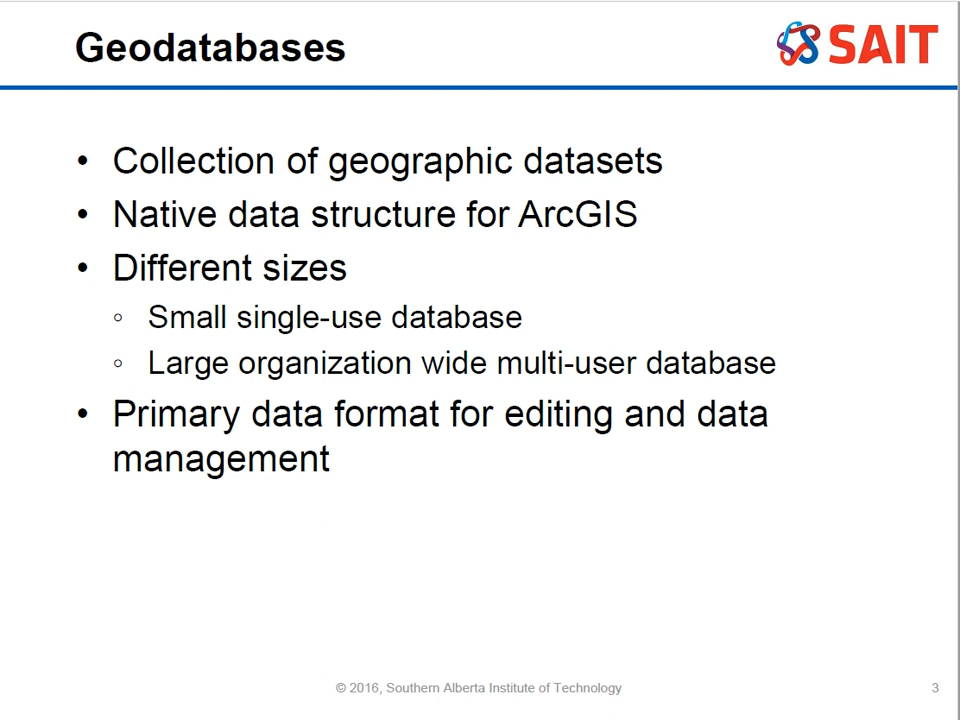 Geodatabases
SAIT
• Collection of geographic datasets
• Native data structure for ArcGIS
• Different sizes
◦ Small single-use database
◦ Large organization wide multi-user database
• Primary data format for editing and data
management
© 2016, Southern Alberta Institute of Technology
3